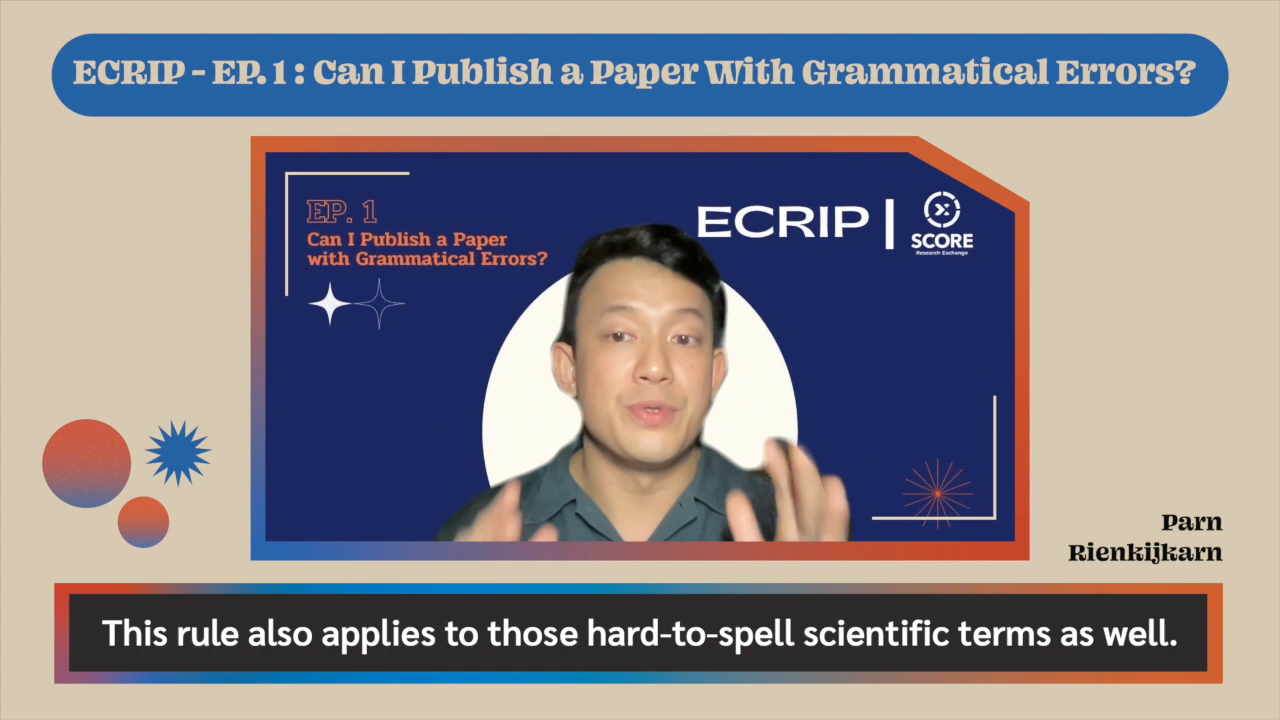 ECRIP - EP. 1 : Can I Publish a Paper With Grammatical Errors?
EP. 1
Can I Publish a Paper
with Grammatical Errors?
ECRIP
SCORE
Research Exchange
Parn
Rienkijkarn
This rule also applies to those hard-to-spell scientific terms as well.